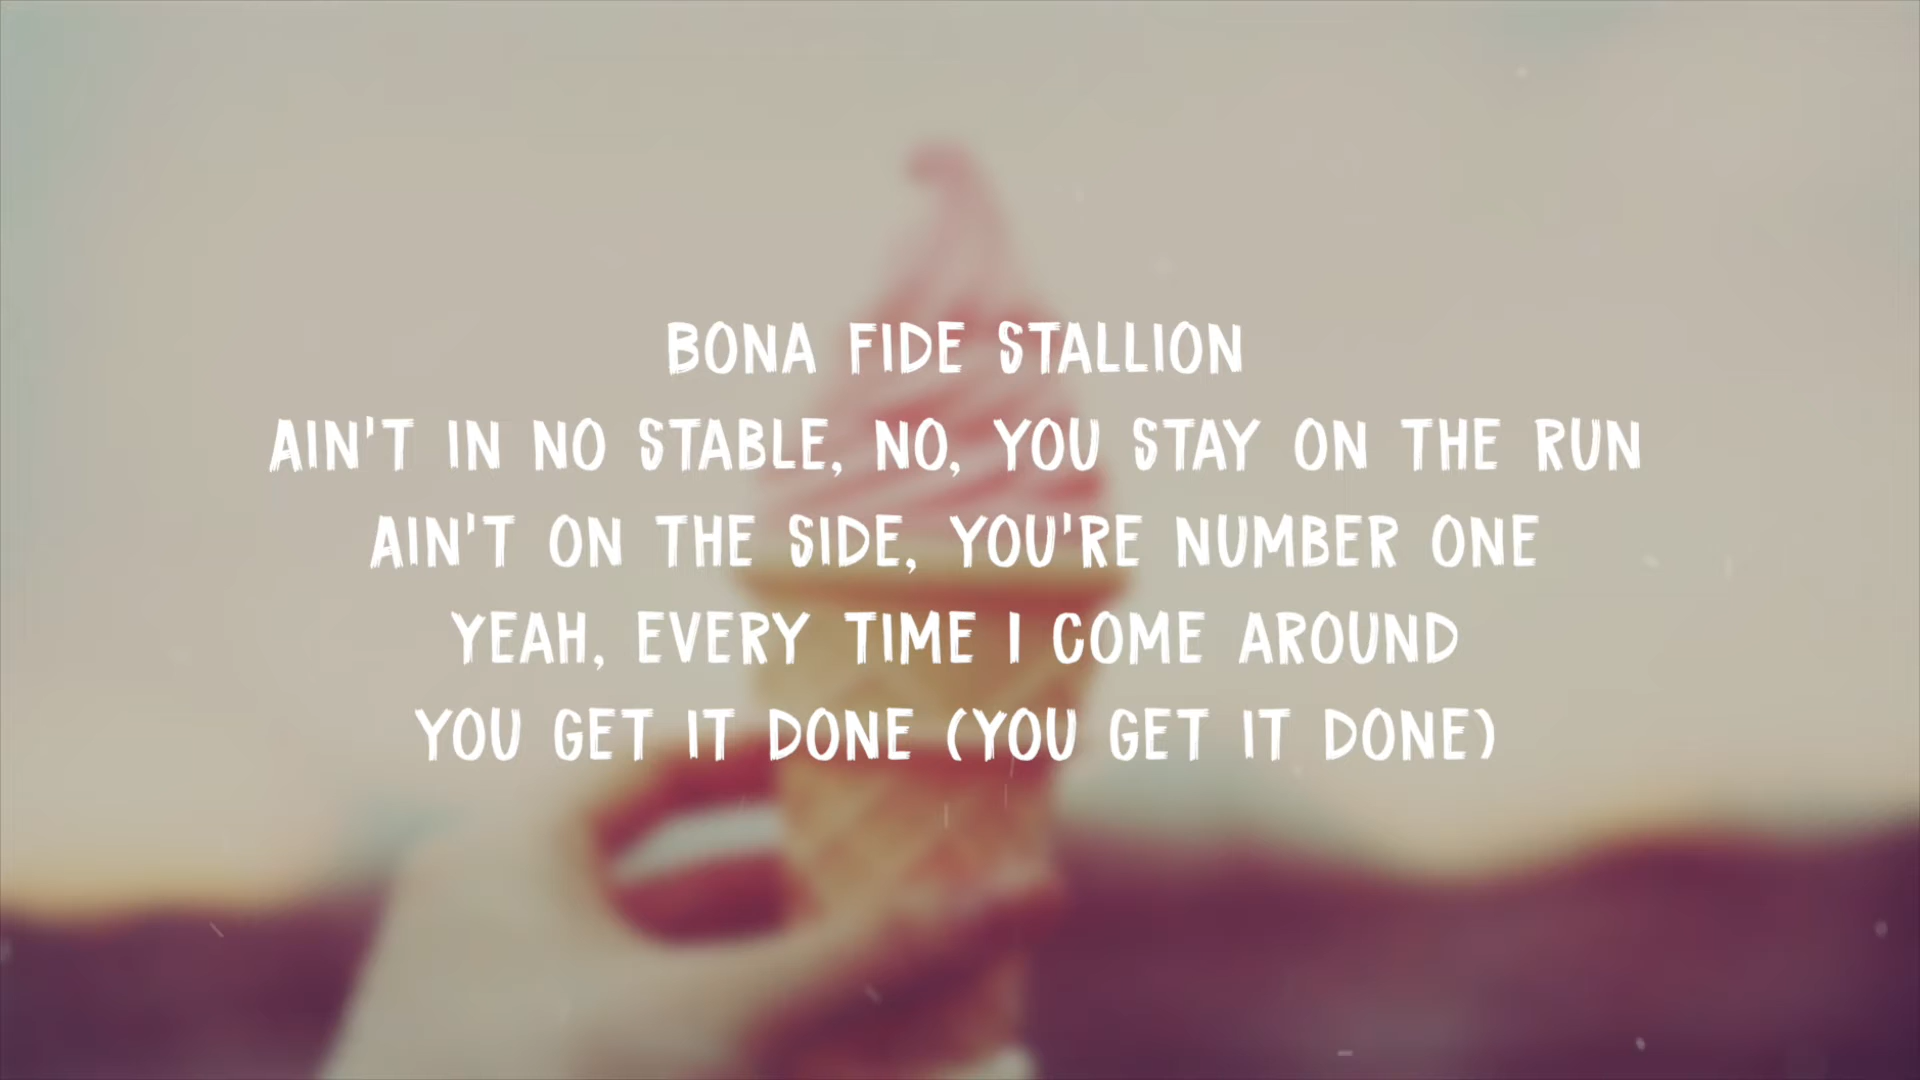 BONA FIDE STALLION
AIN'T IN NO STABLE, NO, YOU STAY ON THE RUN
AIN'T ON THE SIDE, YOU'RE NUMBER ONE
YEAH, EVERY TIME I COME AROUND
YOU GET IT DONE (YOU GET IT DONE)